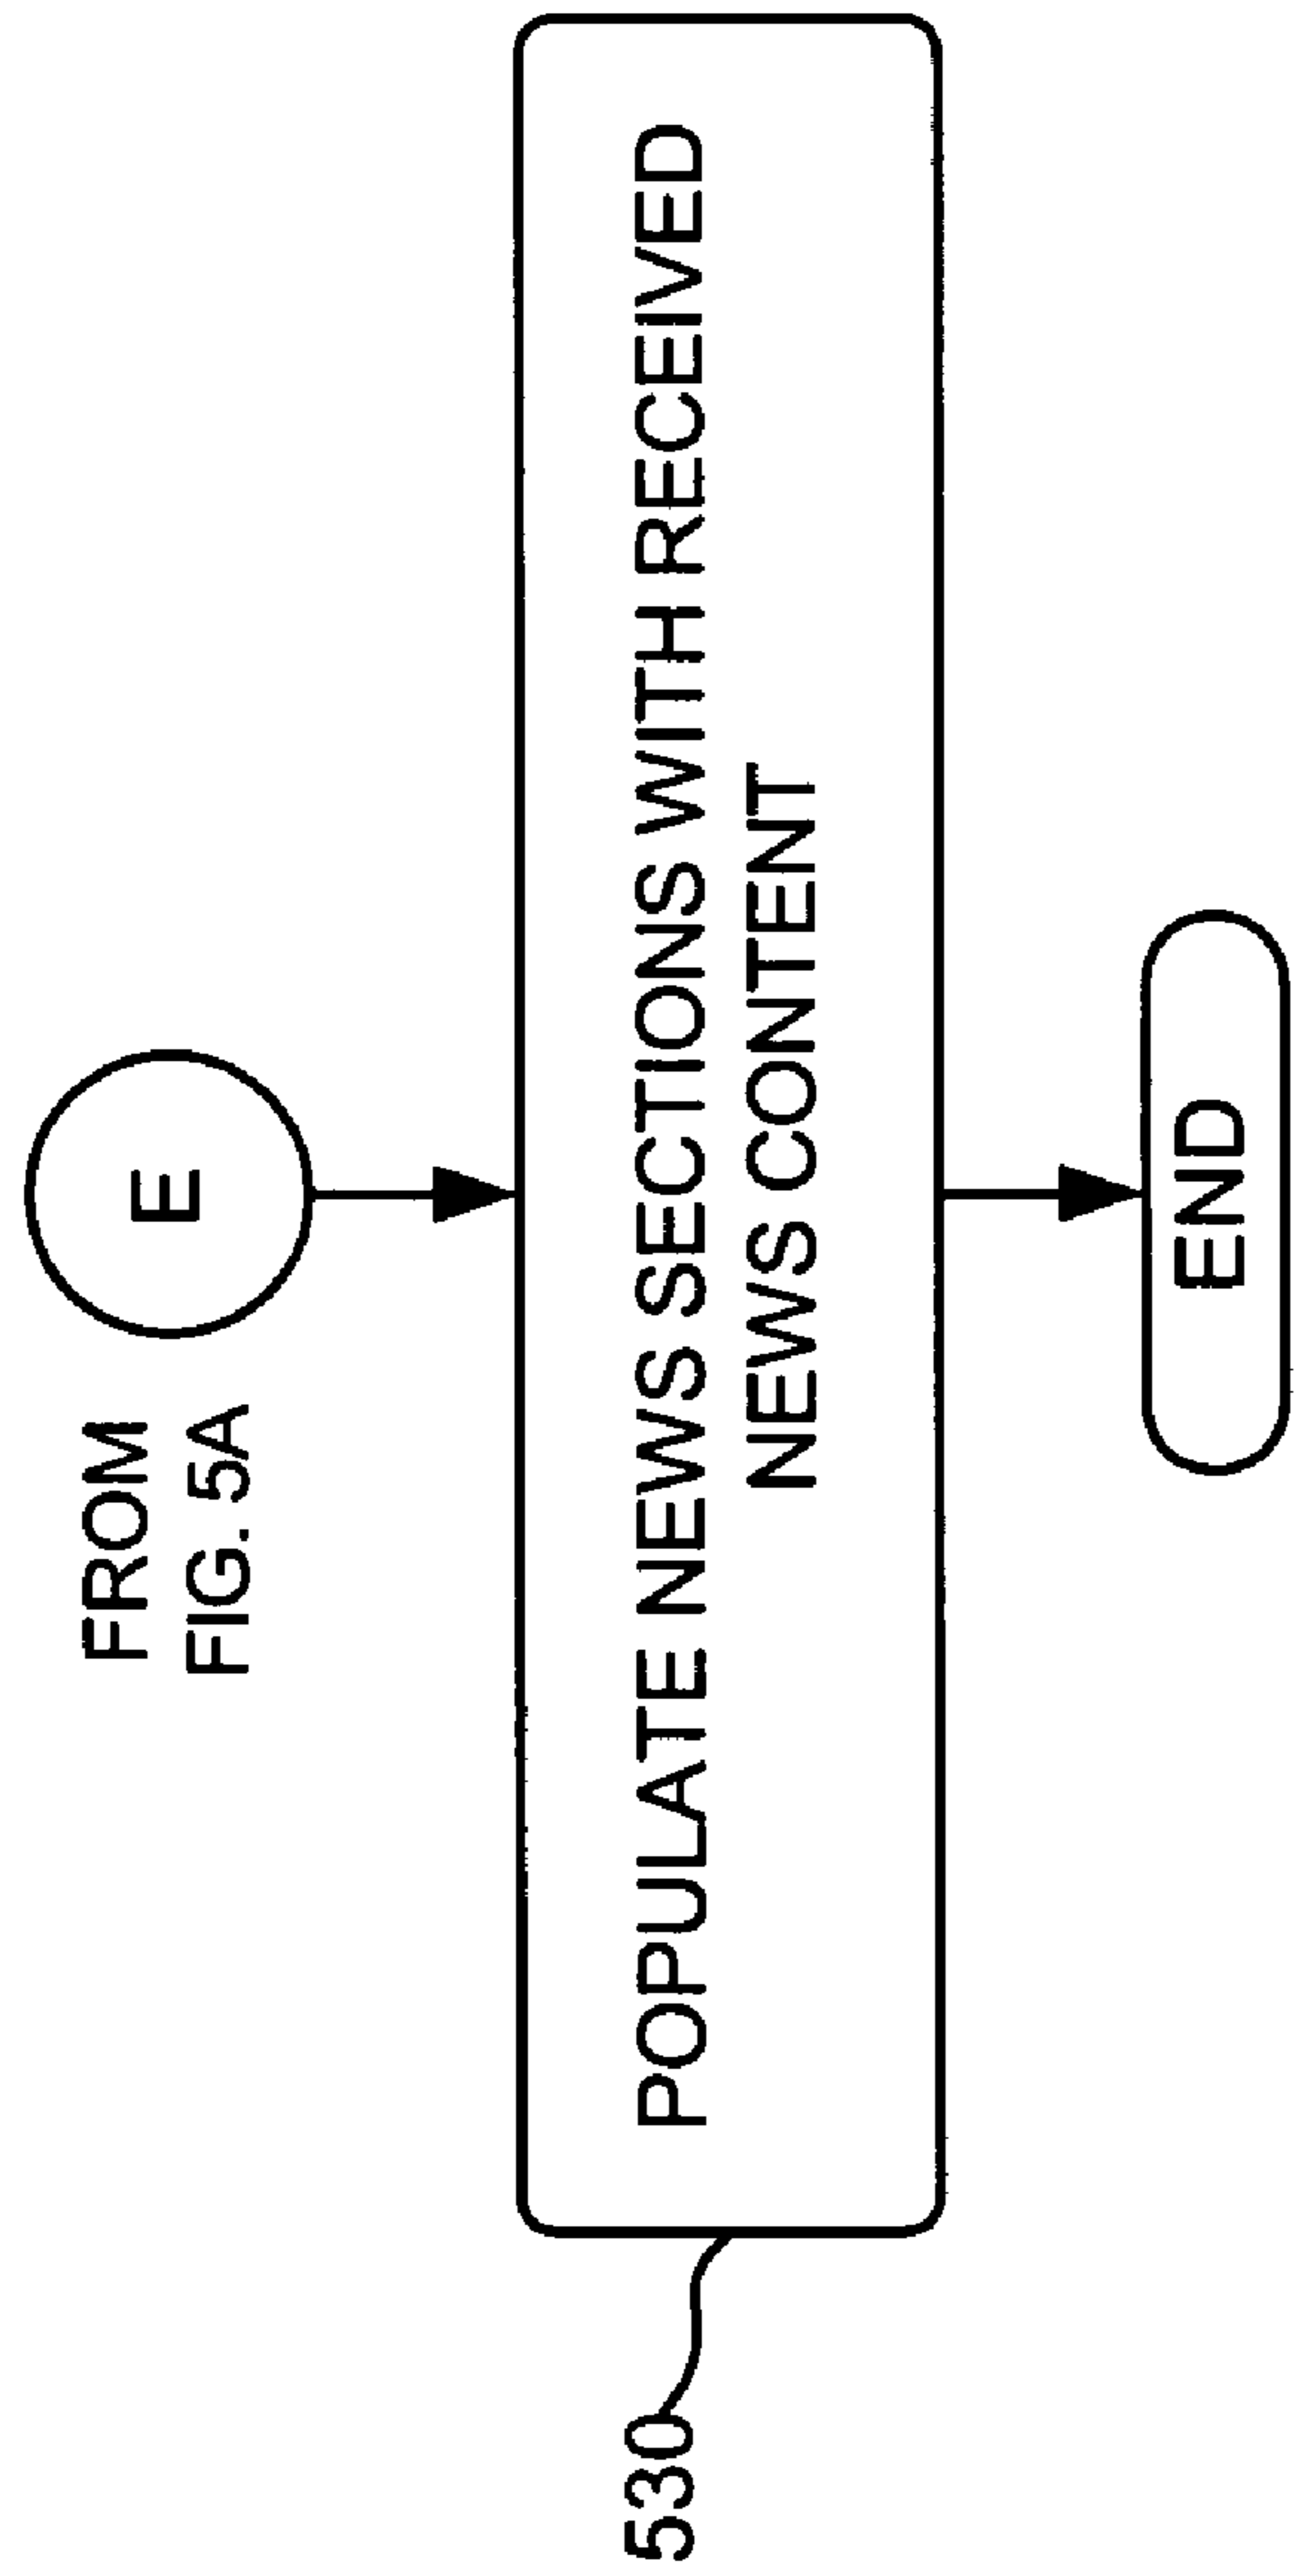 FROM
FIG. 5A
E
530
POPULATE NEWS SECTIONS WITH RECEIVED
NEWS CONTENT
END